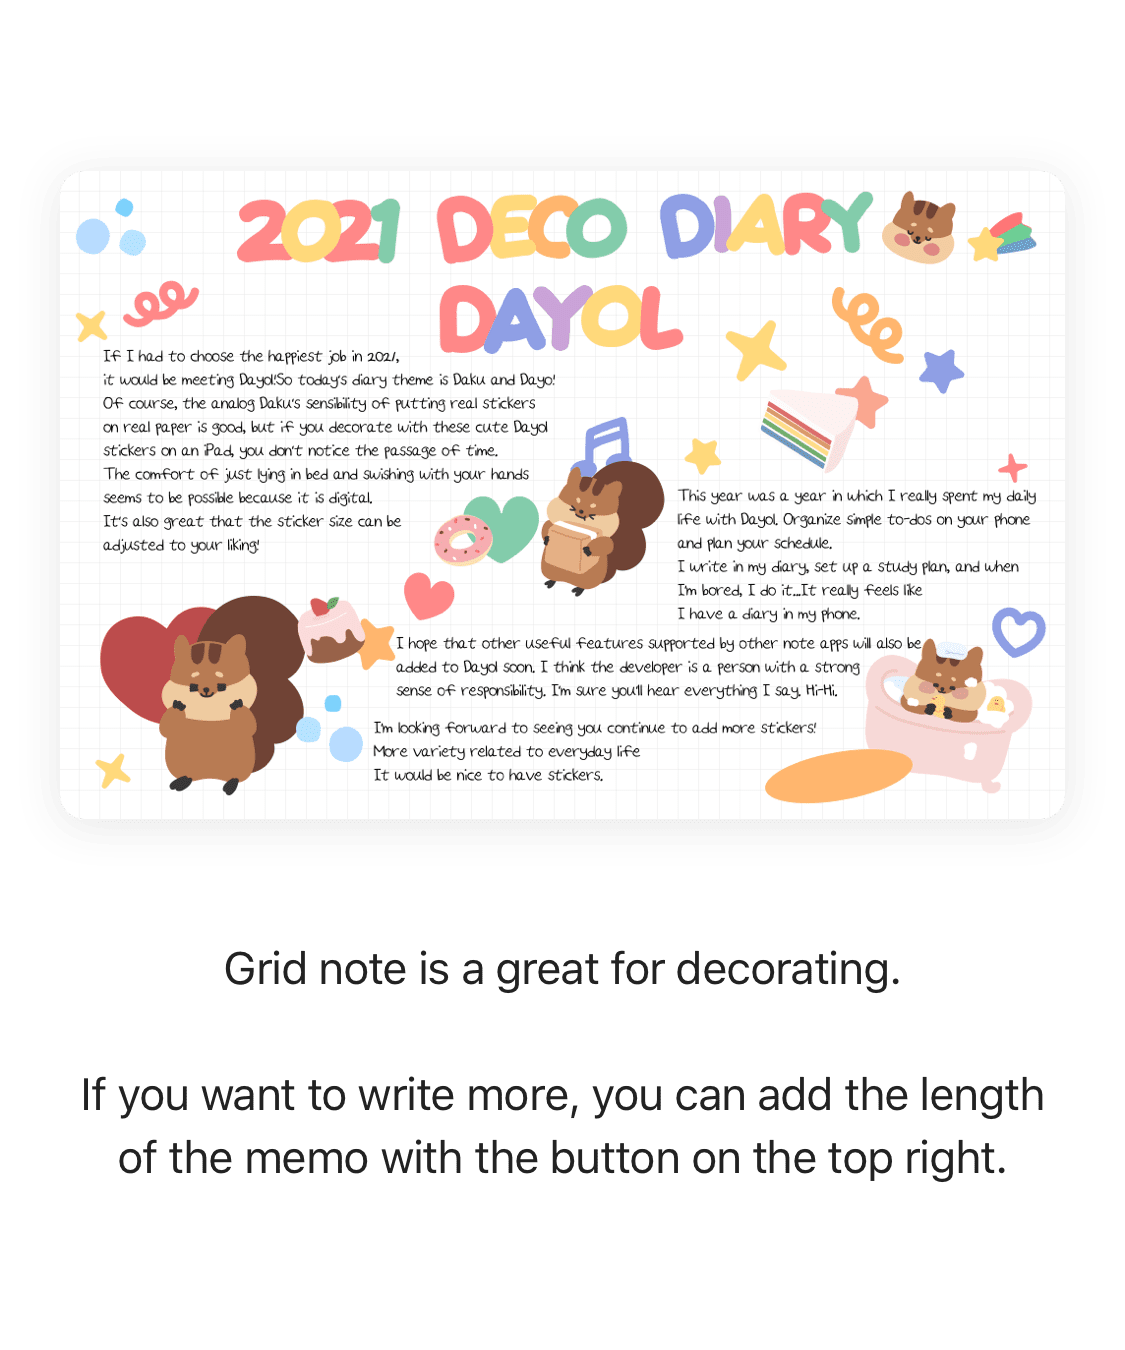 2021 DECO DIARY
DAYOL
If I had to choose the happiest job in 2021,
it would be meeting Dayol!So today's diary theme is Daku and Dayo!
Of course, the analog Daku's sensibility of putting real stickers
on real paper is good, but if you decorate with these cute Dayol
stickers on an iPad, you don't notice the passage of time.
The comfort of just lying in bed and swishing with your hands
seems to be possible because it is digital.
It's also great that the sticker size can be
adjusted to your liking!
This year was a year in which I really spent my daily
life with Dayol. Organize simple to-dos on your phone
and plan your schedule.
I write in my diary, set up a study plan, and when
I'm bored, I do it...It really feels like
I have a diary in my phone.
I hope that other useful features supported by other note apps will also be
added to Dayol soon. I think the developer is a person with a strong
sense of responsibility. I'm sure you'll hear everything I say. Hi-Hi.
I'm looking forward to seeing you continue to add more stickers!
More variety related to everyday life
It would be nice to have stickers.
Grid note is a great for decorating.
If you want to write more, you can add the length
of the memo with the button on the top right.